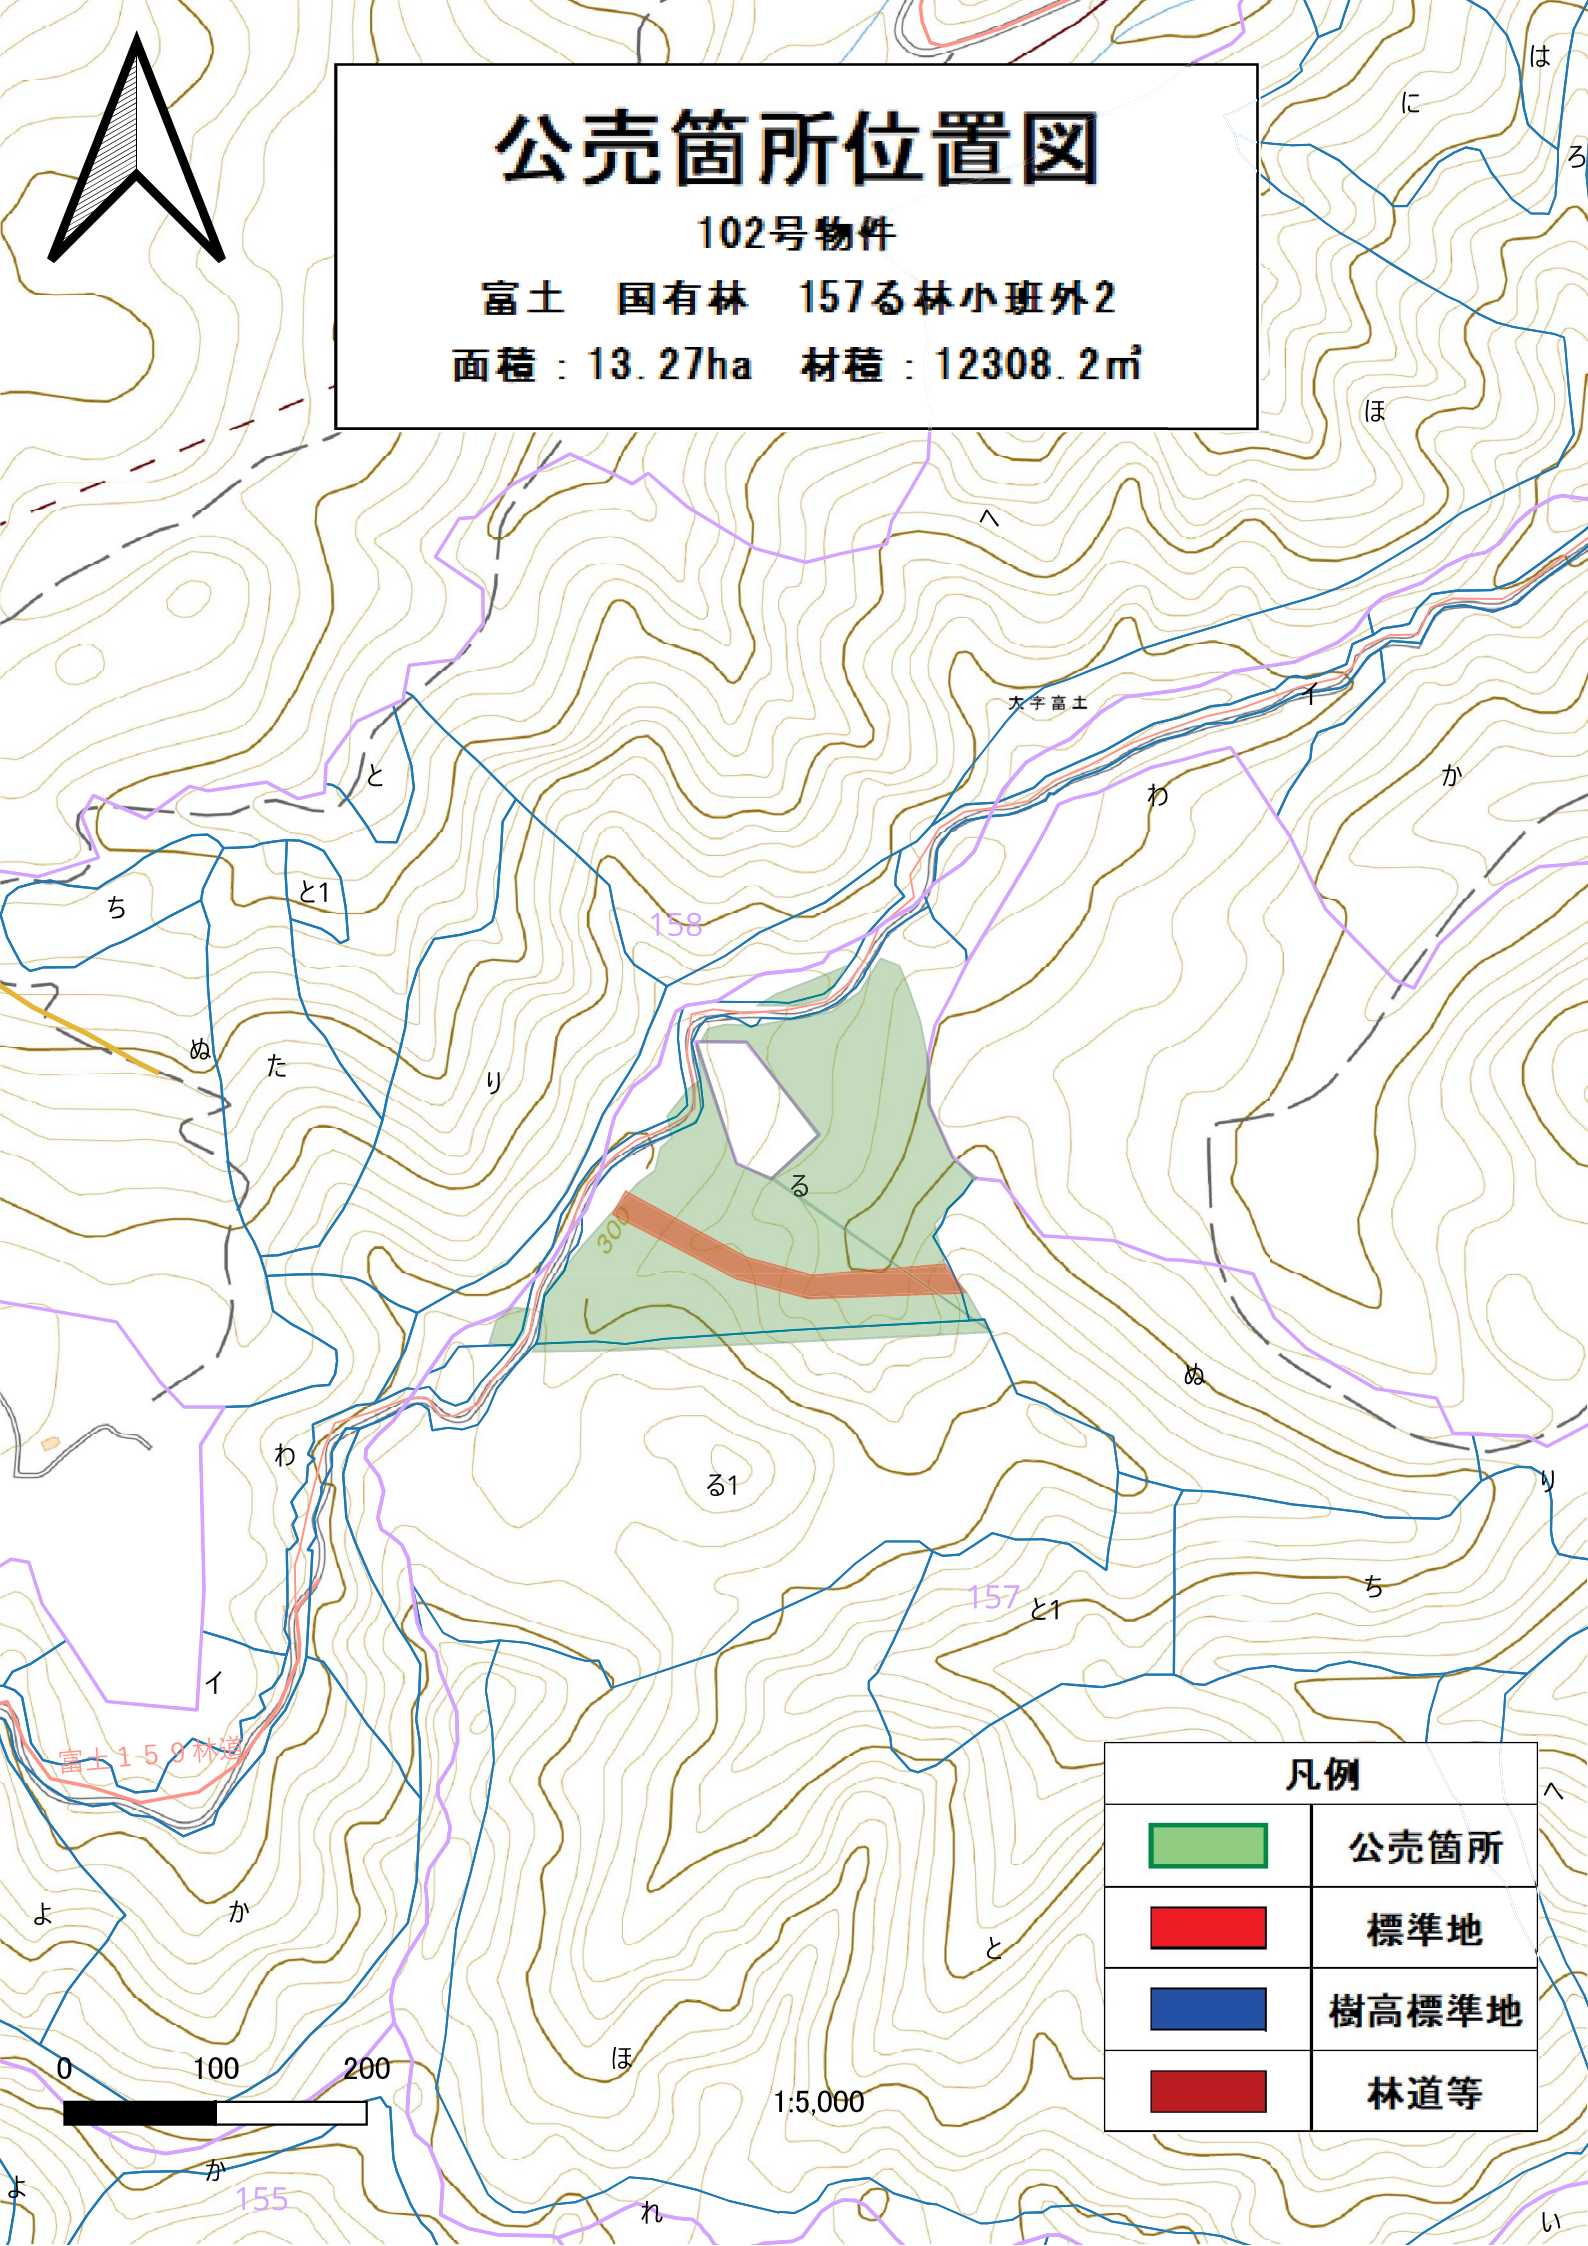 公売箇所位置図
102号物件
富士　国有林　157る林小班外2
面積：13.27ha　材積：12308.2㎥
は
に
ろ
ほ
へ
大字富士
イ
と
か
わ
ち
と1
158
ぬ
た
り
る
300
ぬ
わ
る1
り
157
と1
ち
イ
富士１５９林道
凡例
公売箇所
標準地
樹高標準地
林道等
へ
よ
か
と
ほ
0 100 200
1:5,000
か
よ
155
れ
い